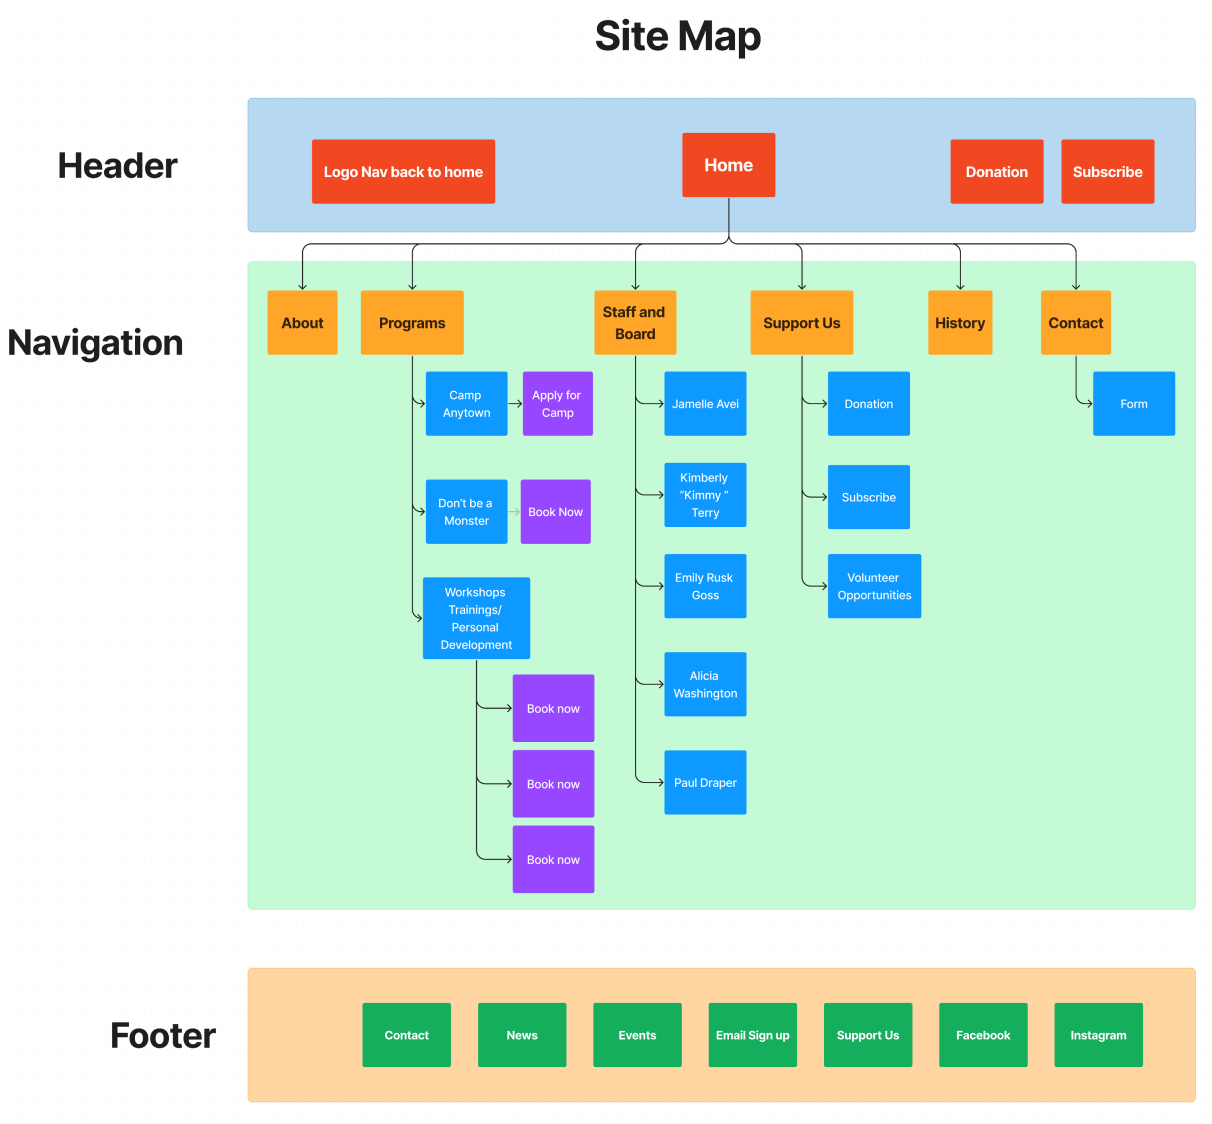 Site Map
Header
Logo Nav back to home
Home
Donation
Subscribe
Navigation
About
Programs
Staff and
Board
Support Us
History
Contact
Camp
Anytown
Apply for
Camp
Don't be a
Monster
Book Now
Workshops
Trainings/
Personal
Development
Book now
Book now
Book now
Jamelle Avei
Kimberly
"Kimmy "
Terry
Emily Rusk
Goss
Alicia
Washington
Paul Draper
Donation
Subscribe
Volunteer
Opportunities
Form
Footer
Contact
News
Events
Email Sign up
Support Us
Facebook
Instagram